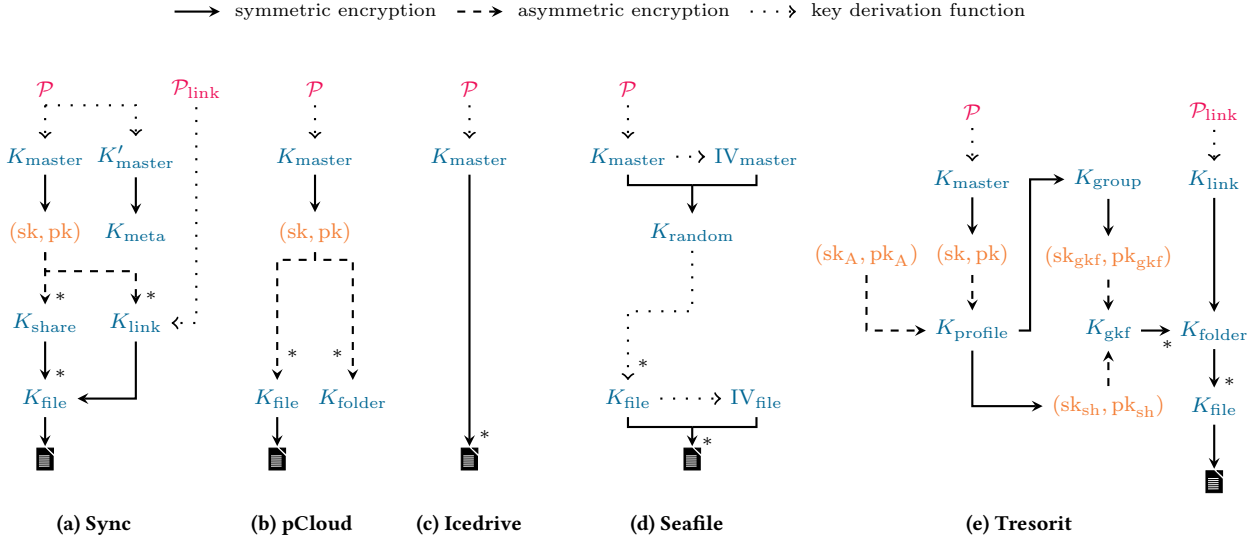 symmetric encryption asymmetric encryption key derivation function
P P_link P P P P P_link
K_master K'_master K_master K_master K_master IV_master K_master K_group K_link
(sk, pk) K_meta (sk, pk) K_random (sk_A, pk_A) (sk, pk) (sk_gkf, pk_gkf)
* *
K_share K_link K_profile K_gkf K_folder
* * * * * *
K_file K_file K_folder K_file IV_file (sk_sh, pk_sh) K_file
* *
(a) Sync (b) pCloud (c) Icedrive (d) Seafile (e) Tresorit